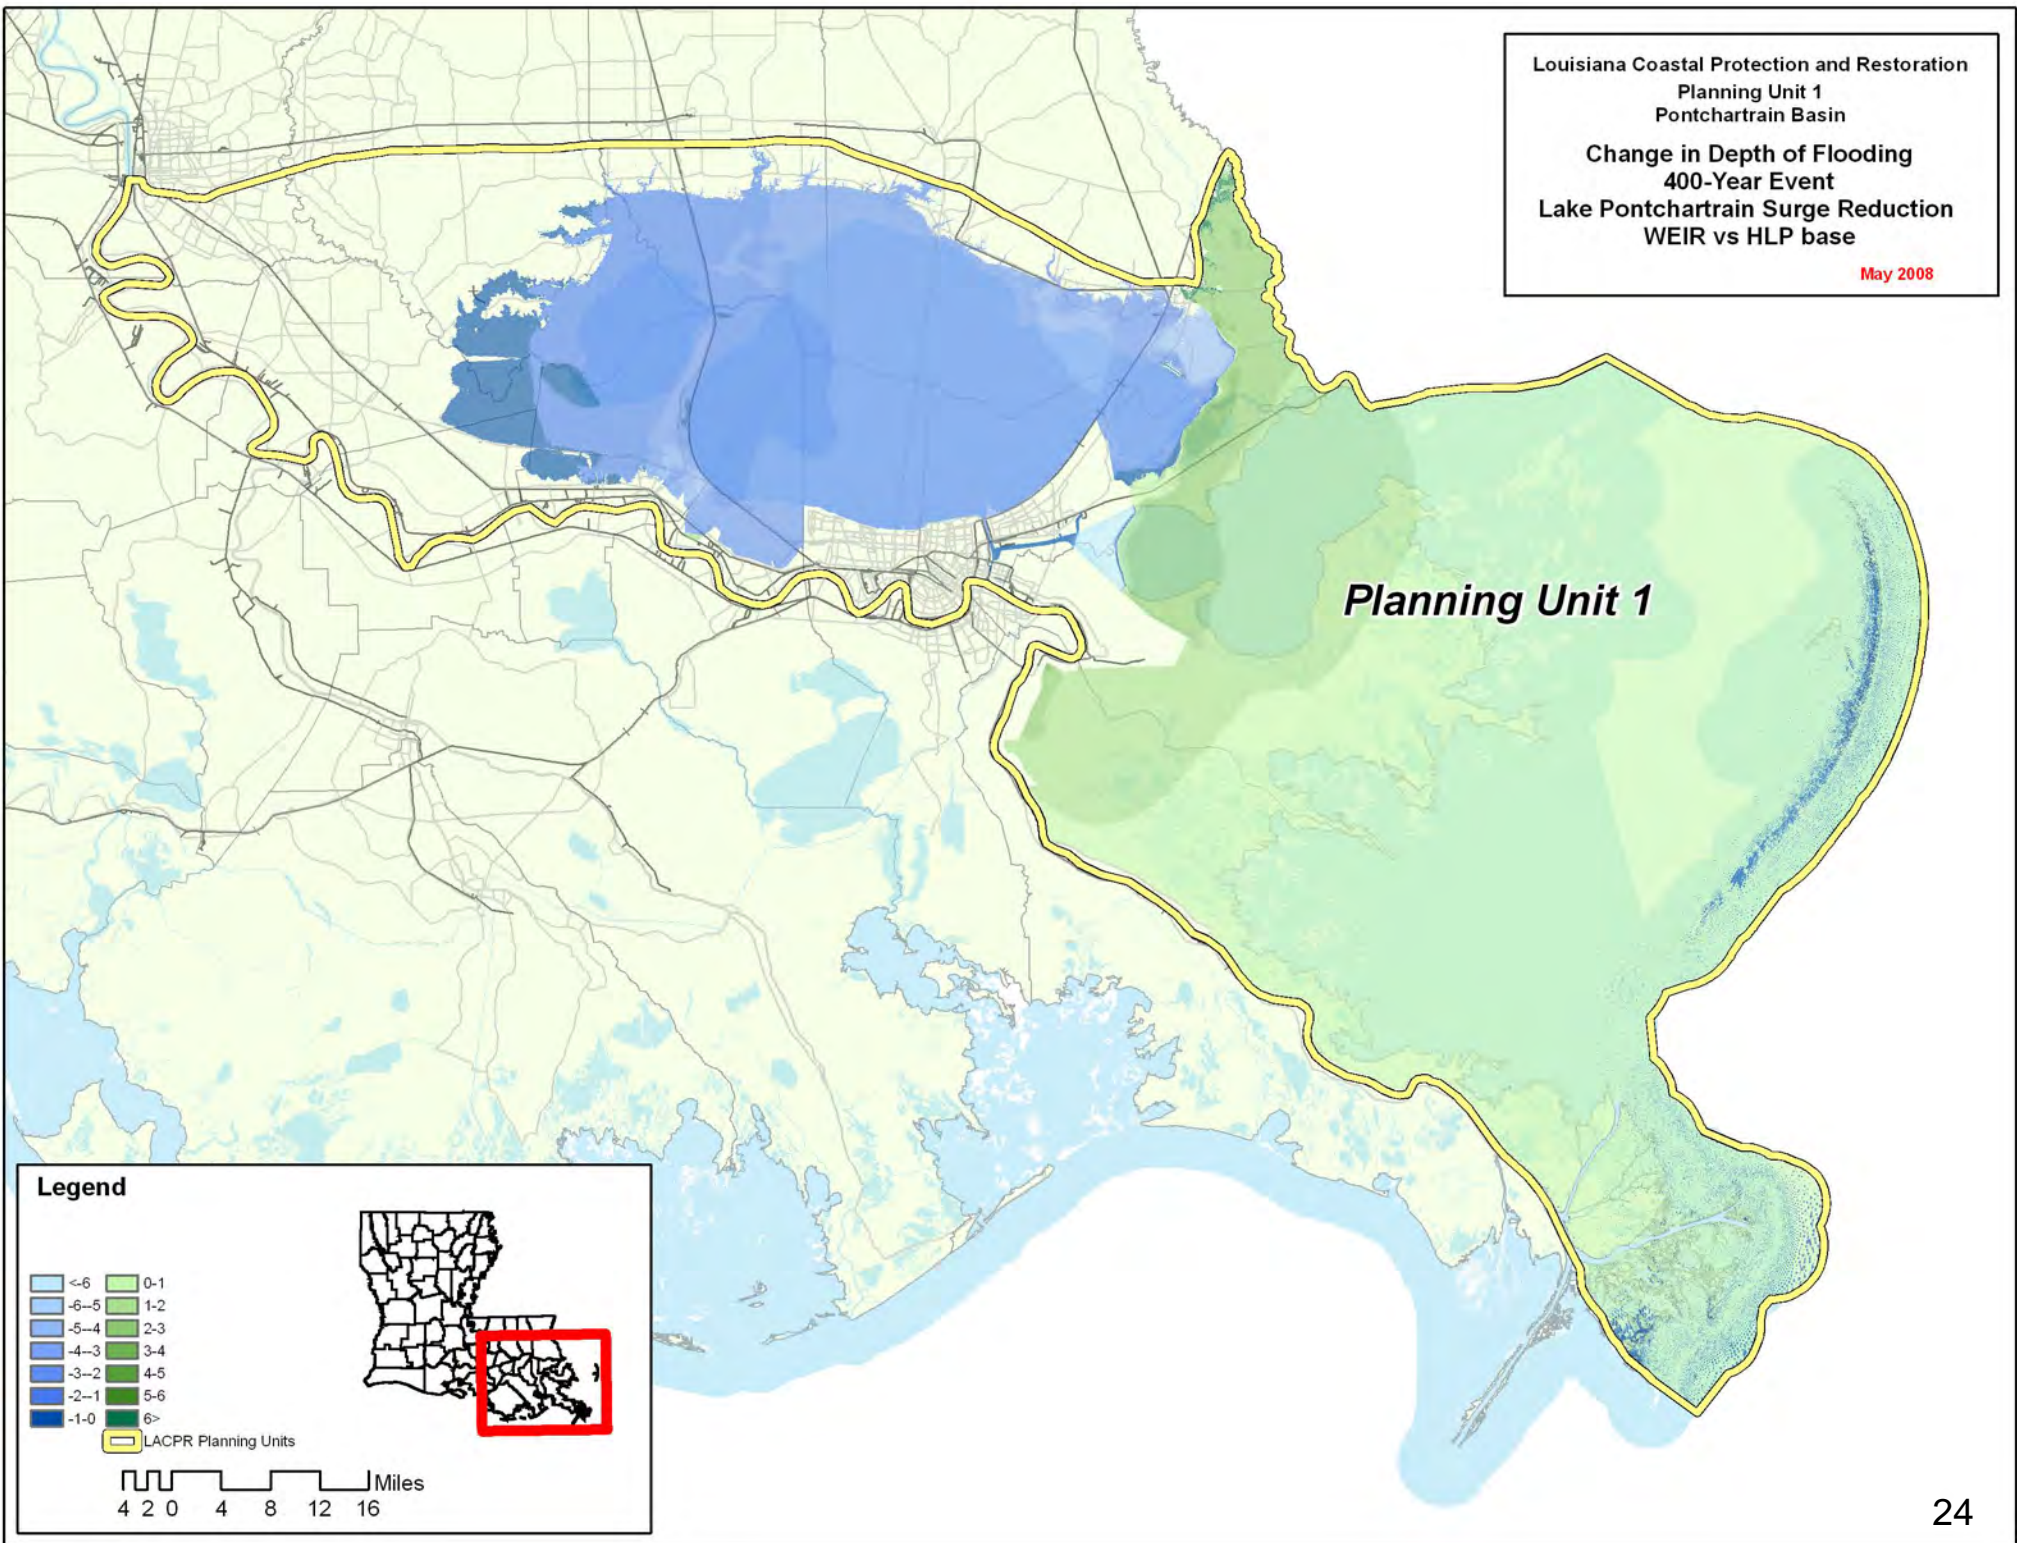 Louisiana Coastal Protection and Restoration
Planning Unit 1
Pontchartrain Basin
Change in Depth of Flooding
400-Year Event
Lake Pontchartrain Surge Reduction
WEIR vs HLP base
May 2008
Planning Unit 1
Legend
<-6 0-1
-6--5 1-2
-5--4 2-3
-4--3 3-4
-3--2 4-5
-2--1 5-6
-1-0 6>
LACPR Planning Units
Miles
4 2 0 4 8 12 16
24